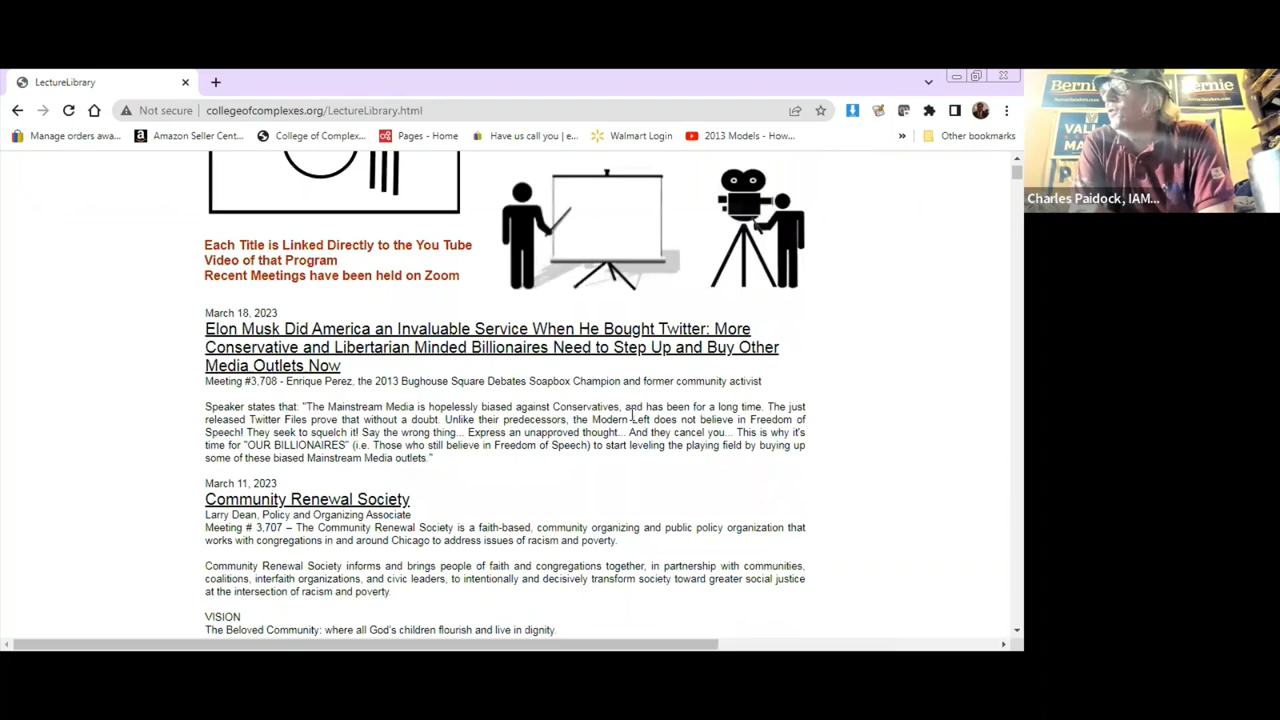 LectureLibrary
Not secure
collegeofcomplexes.org/LectureLibrary.html
Manage orders awa...
Amazon Seller Cent...
College of Complex...
Pages - Home
Have us call you | e...
Walmart Login
2013 Models - How...
Other bookmarks
Bernie
VALL
MA
Charles Paidock, IAM...
Each Title is Linked Directly to the You Tube
Video of that Program
Recent Meetings have been held on Zoom
March 18, 2023
Elon Musk Did America an Invaluable Service When He Bought Twitter: More
Conservative and Libertarian Minded Billionaires Need to Step Up and Buy Other
Media Outlets Now
Meeting #3,708 - Enrique Perez, the 2013 Bughouse Square Debates Soapbox Champion and former community activist
Speaker states that: "The Mainstream Media is hopelessly biased against Conservatives, and has been for a long time. The just
released Twitter Files prove that without a doubt. Unlike their predecessors, the Modern Left does not believe in Freedom of
Speech! They seek to squelch it! Say the wrong thing... Express an unapproved thought... And they cancel you... This is why it's
time for "OUR BILLIONAIRES" (i.e. Those who still believe in Freedom of Speech) to start leveling the playing field by buying up
some of these biased Mainstream Media outlets."
March 11, 2023
Community Renewal Society
Larry Dean, Policy and Organizing Associate
Meeting # 3,707 – The Community Renewal Society is a faith-based, community organizing and public policy organization that
works with congregations in and around Chicago to address issues of racism and poverty.
Community Renewal Society informs and brings people of faith and congregations together, in partnership with communities,
coalitions, interfaith organizations, and civic leaders, to intentionally and decisively transform society toward greater social justice
at the intersection of racism and poverty.
VISION
The Beloved Community: where all God's children flourish and live in dignity.